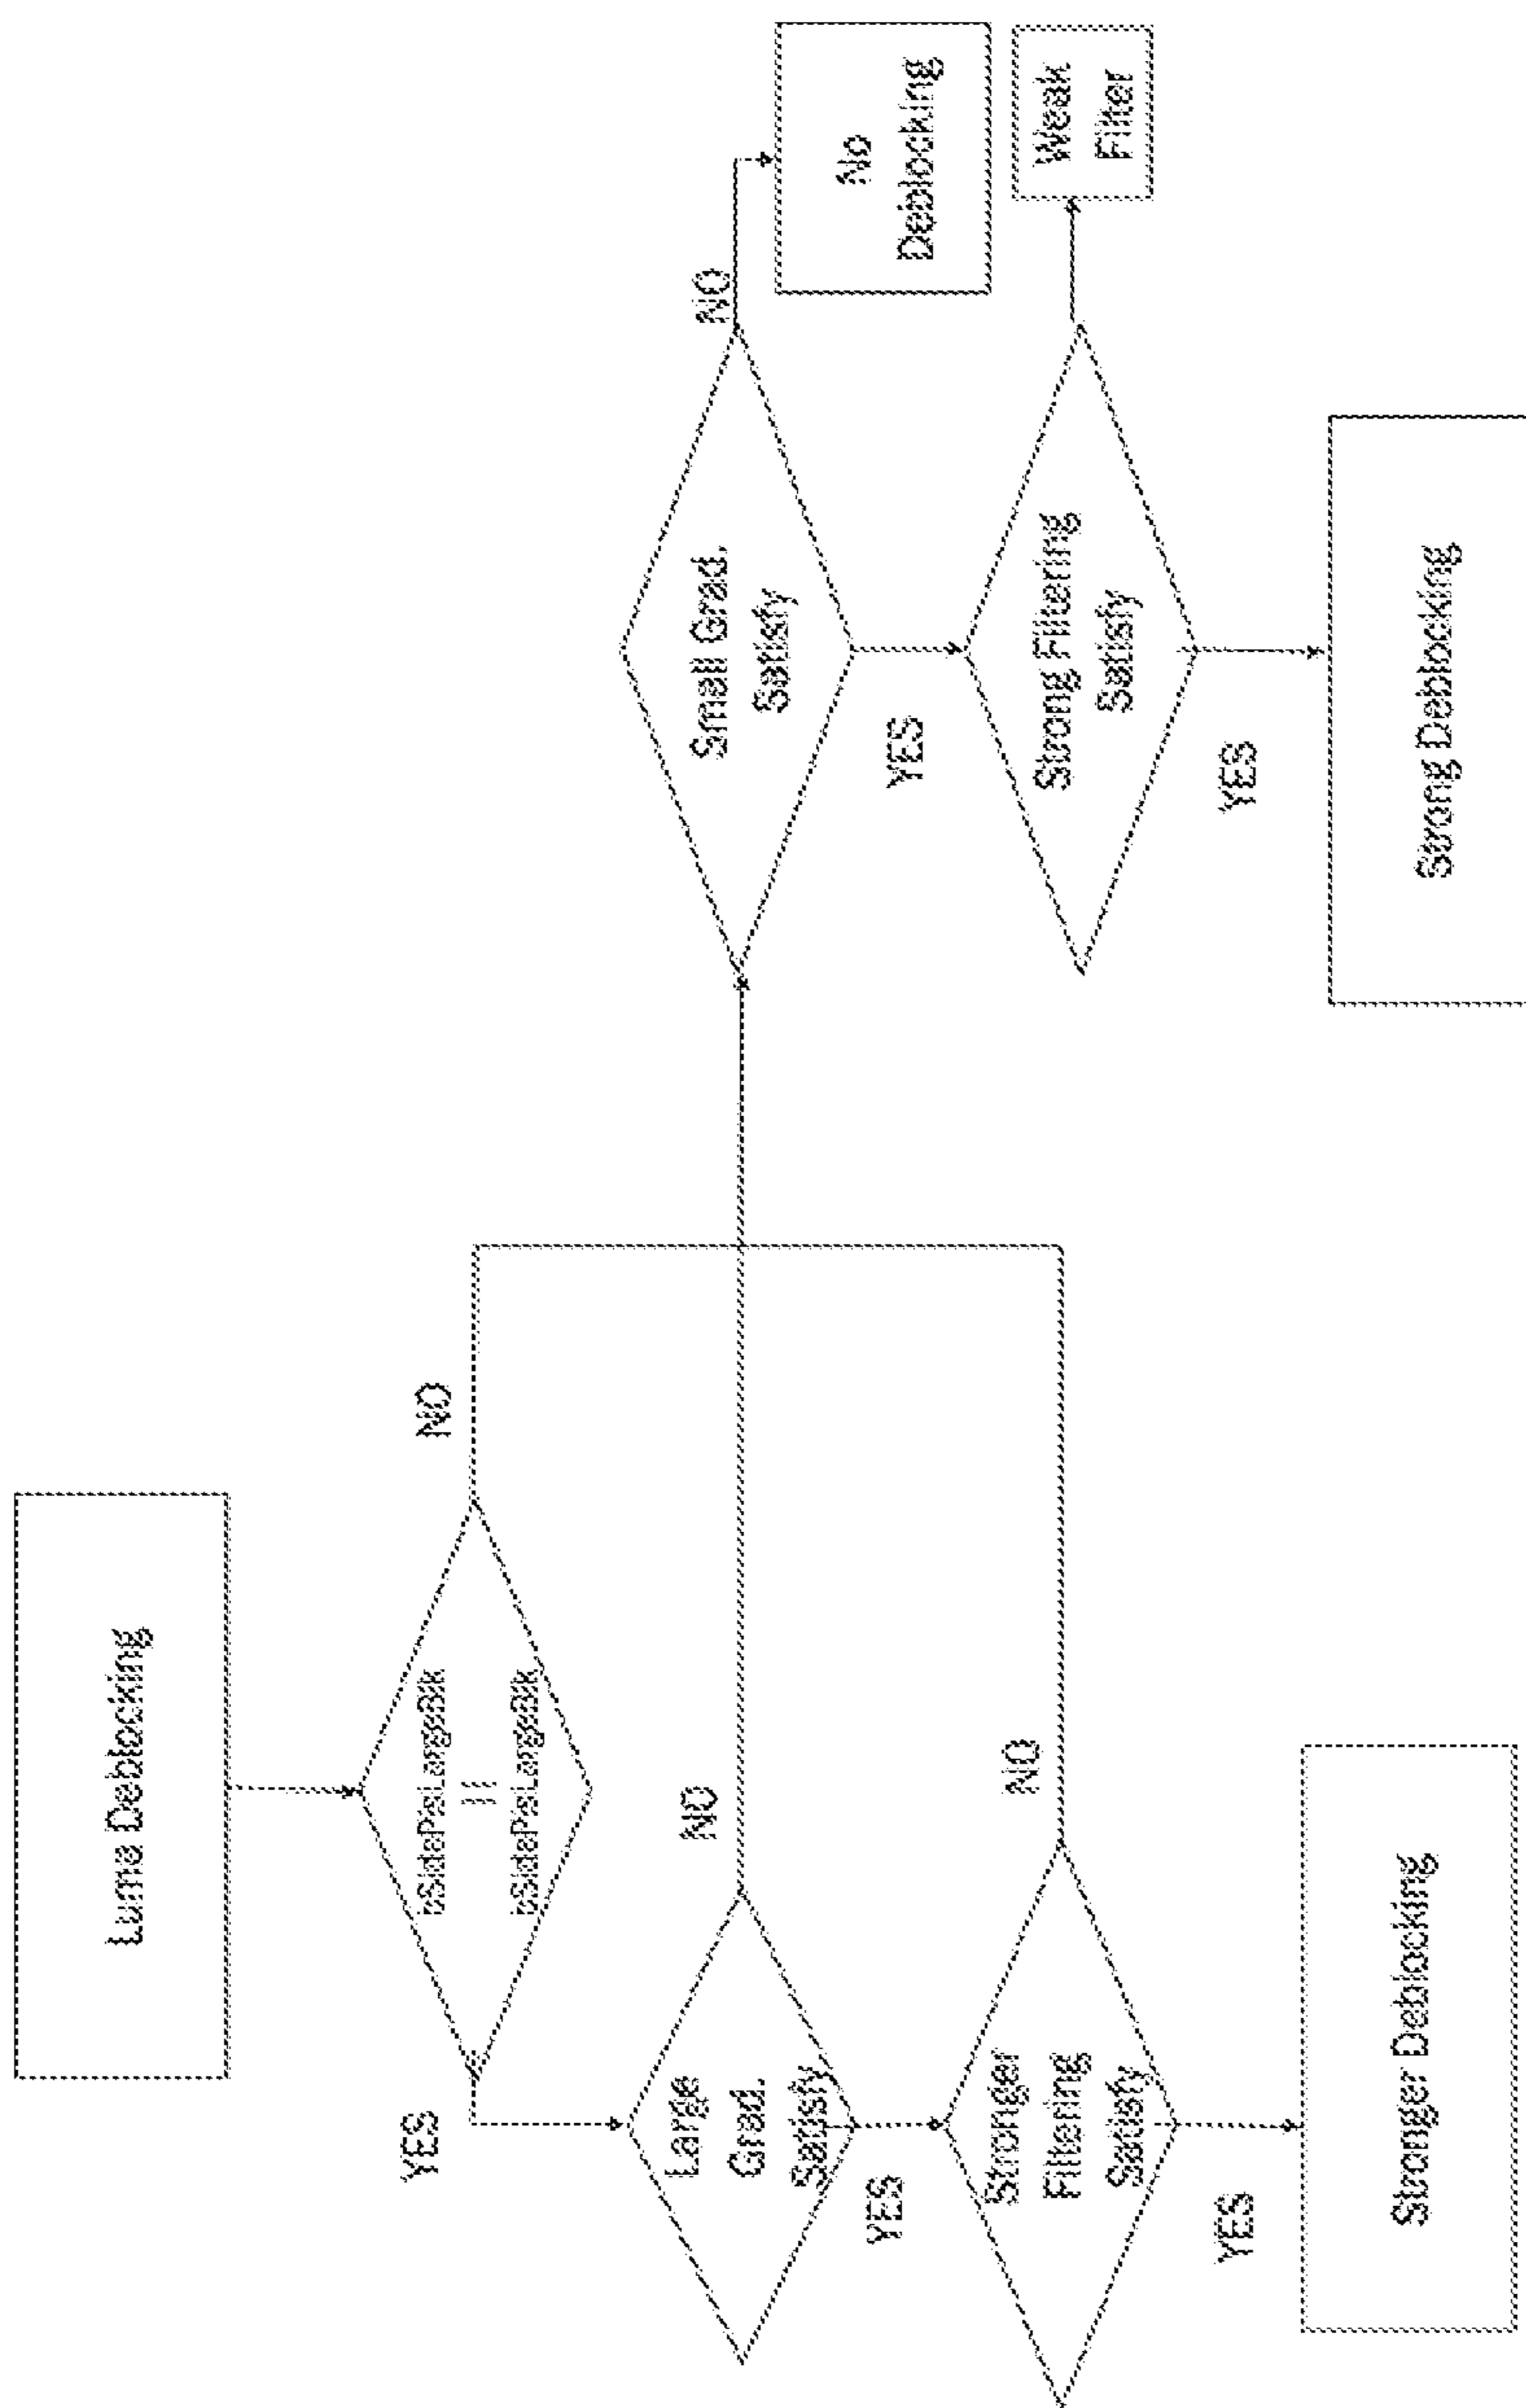 Luma Deblocking
bSidePisLargeBlk
||
bSidePisLargeBlk
YES
NO
Large
Grad.
Satisfy
NO
YES
Stronger
Filtering
Satisfy
NO
YES
Stronger Deblocking
Small Grad.
Satisfy
NO
No
Deblocking
YES
Strong Filtering
Satisfy
Weak
Filter
YES
Strong Deblocking